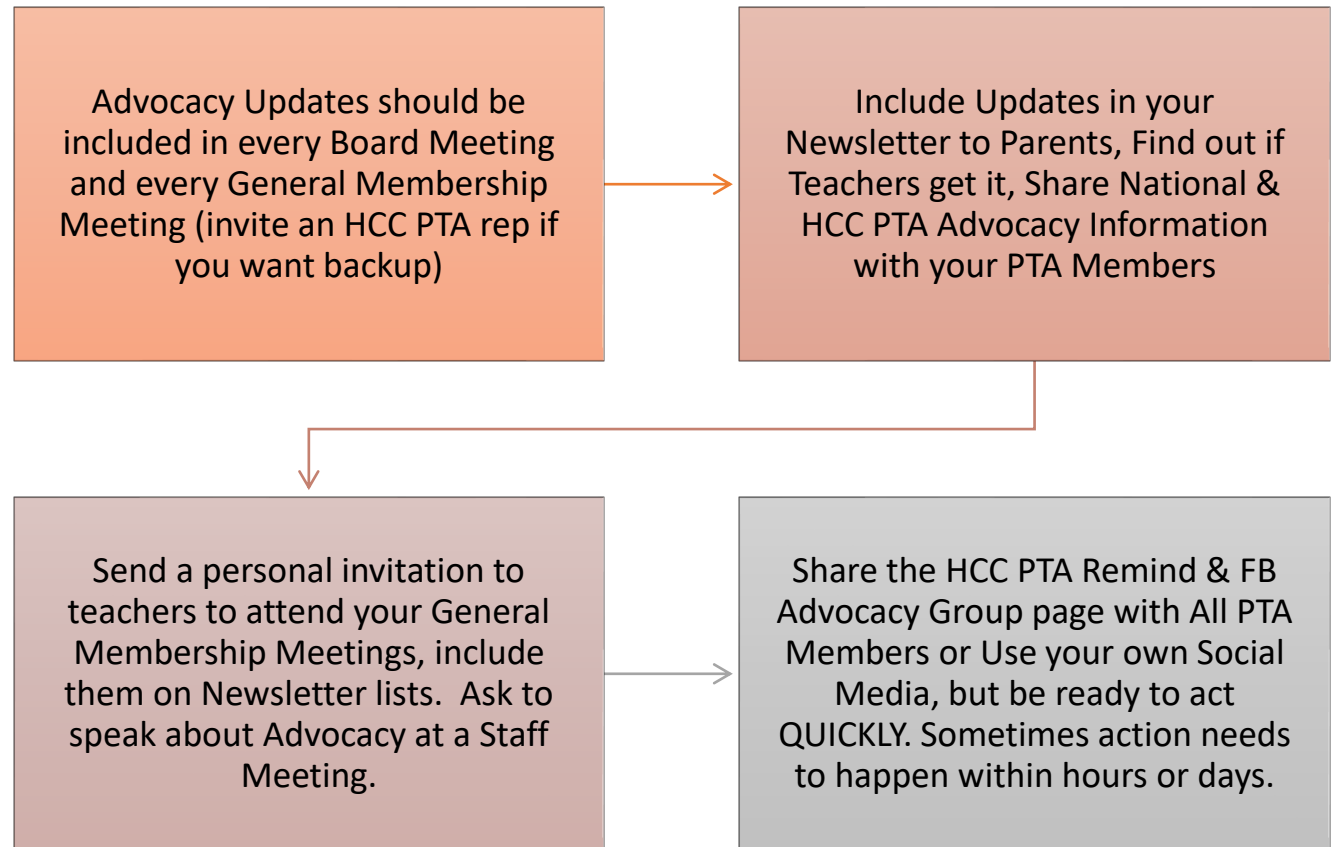 Advocacy Updates should be
included in every Board Meeting
and every General Membership
Meeting (invite an HCC PTA rep if
you want backup)
Include Updates in your
Newsletter to Parents, Find out if
Teachers get it, Share National &
HCC PTA Advocacy Information
with your PTA Members
Send a personal invitation to
teachers to attend your General
Membership Meetings, include
them on Newsletter lists.  Ask to
speak about Advocacy at a Staff
Meeting.
Share the HCC PTA Remind & FB
Advocacy Group page with All PTA
Members or Use your own Social
Media, but be ready to act
QUICKLY. Sometimes action needs
to happen within hours or days.